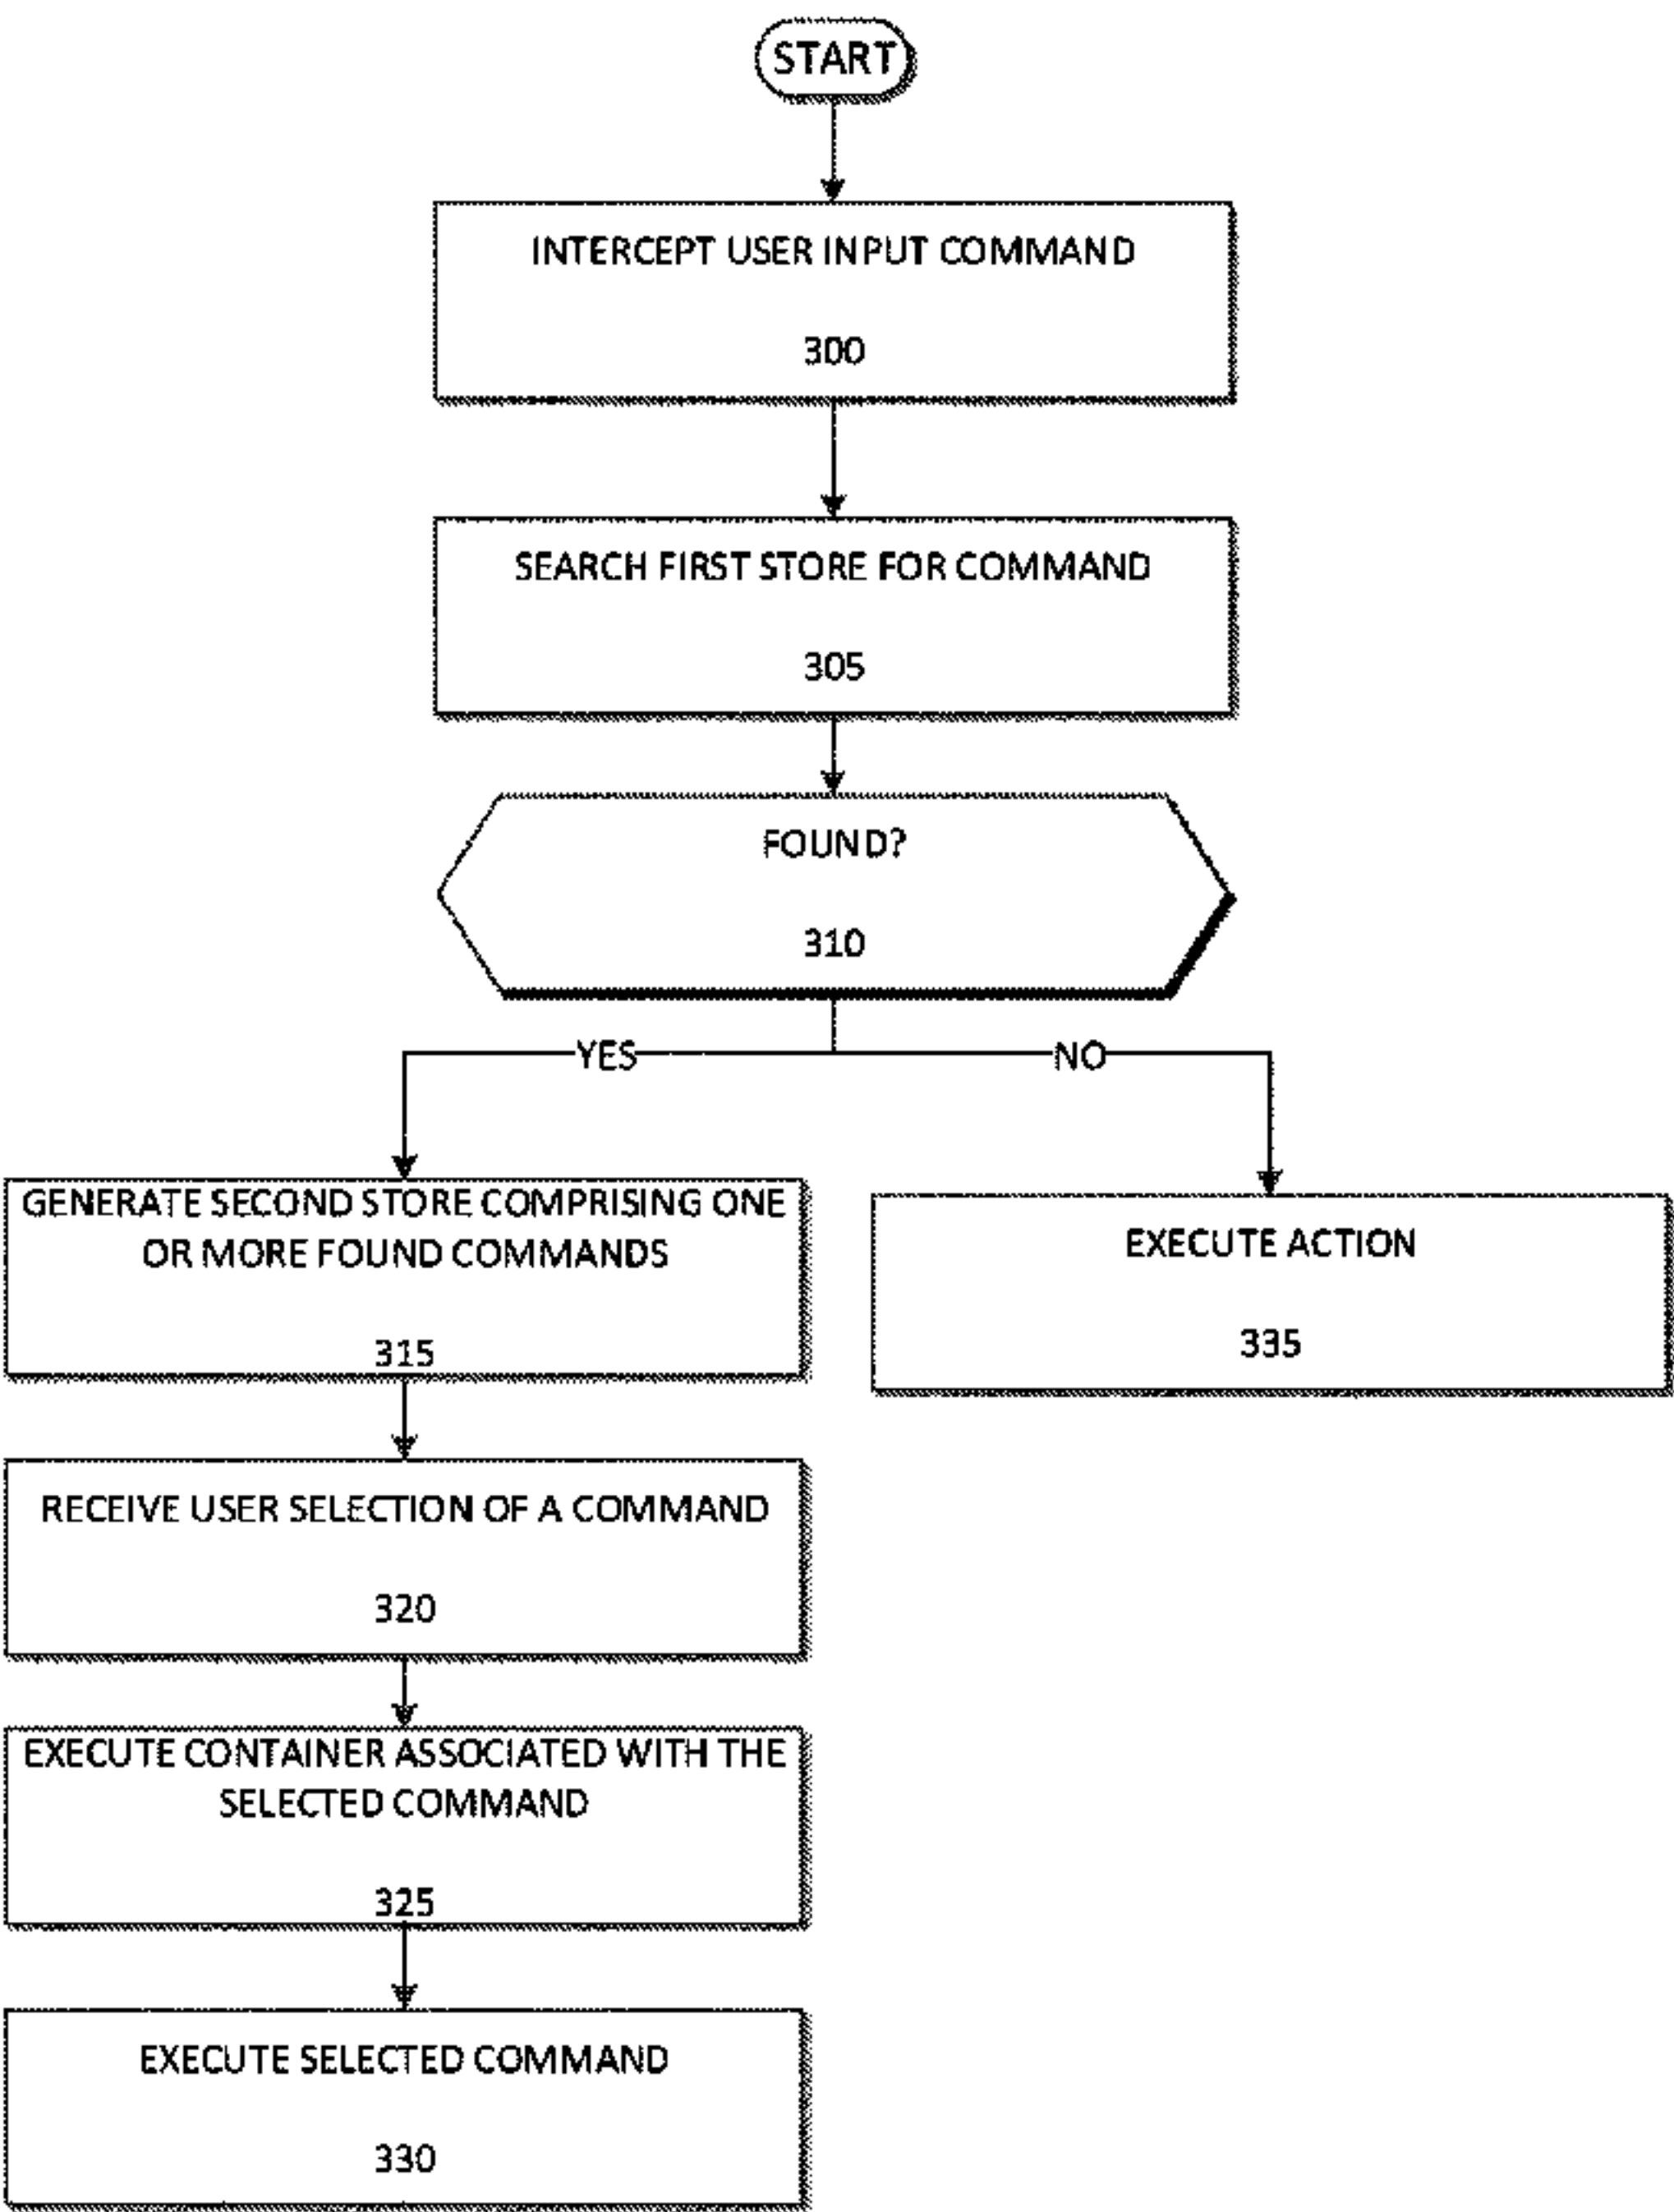 START
INTERCEPT USER INPUT COMMAND
300
SEARCH FIRST STORE FOR COMMAND
305
FOUND?
310
YES
NO
GENERATE SECOND STORE COMPRISING ONE
OR MORE FOUND COMMANDS
315
EXECUTE ACTION
335
RECEIVE USER SELECTION OF A COMMAND
320
EXECUTE CONTAINER ASSOCIATED WITH THE
SELECTED COMMAND
325
EXECUTE SELECTED COMMAND
330